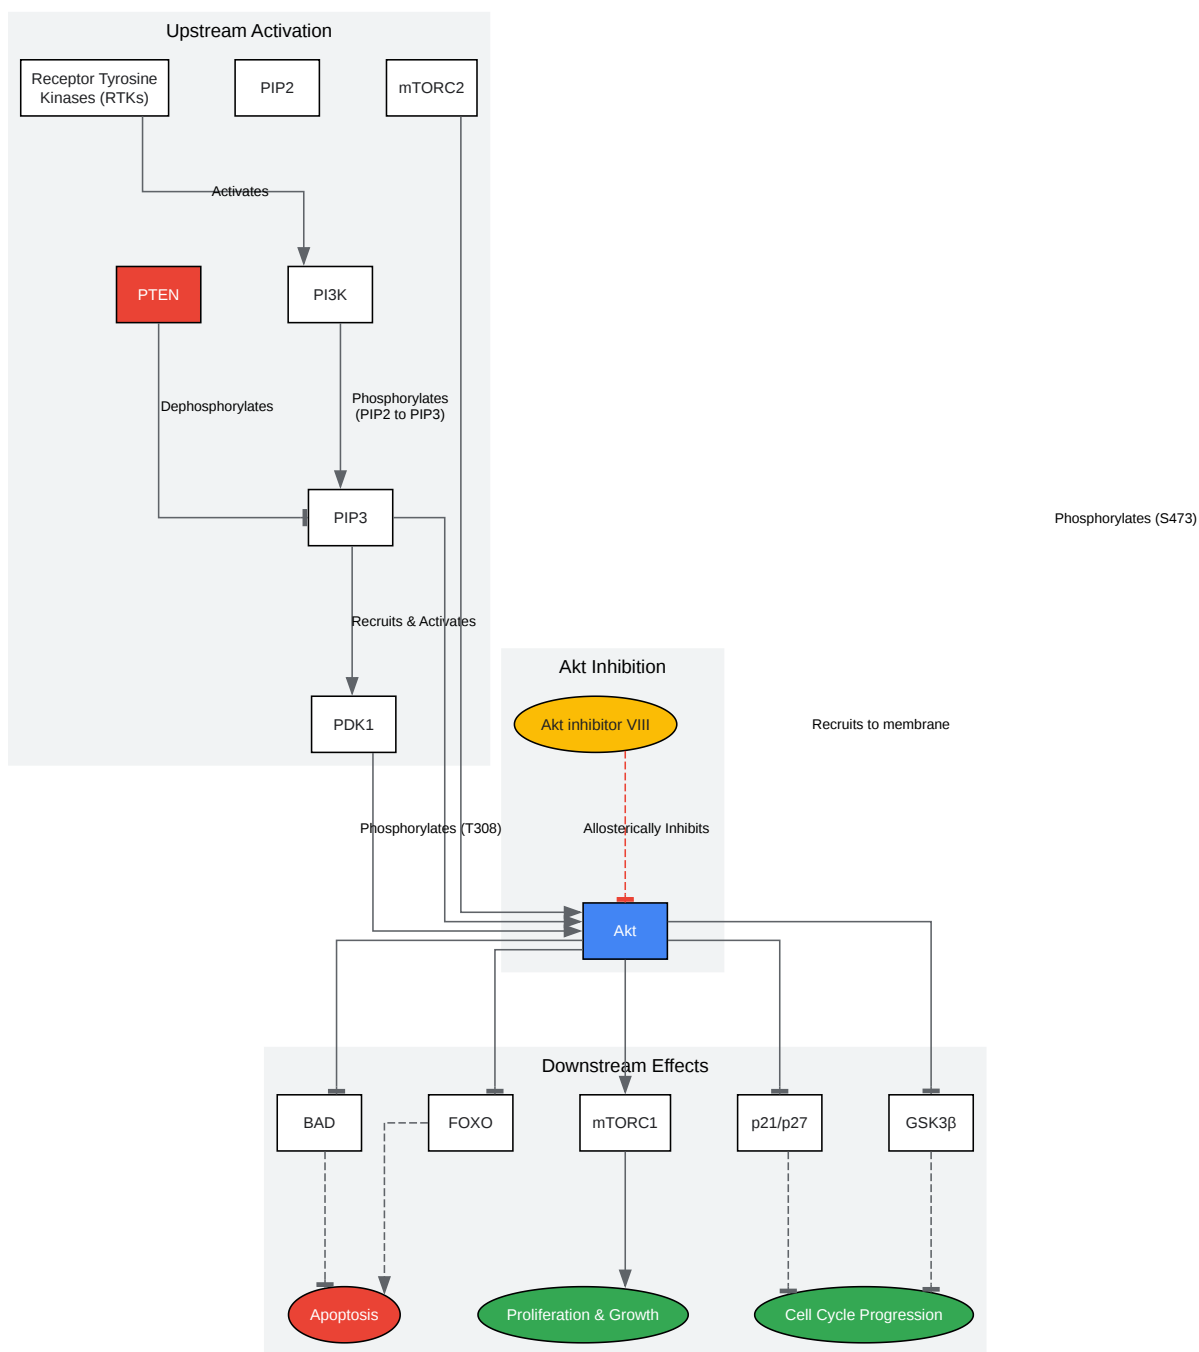 Upstream Activation
Receptor Tyrosine
Kinases (RTKs)
PIP2
mTORC2
Activates
PTEN
PI3K
Dephosphorylates
Phosphorylates
(PIP2 to PIP3)
PIP3
Phosphorylates (S473)
Recruits & Activates
Akt Inhibition
PDK1
Akt inhibitor VIII
Recruits to membrane
Phosphorylates (T308)
Allosterically Inhibits
Akt
Downstream Effects
BAD
FOXO
mTORC1
p21/p27
GSK3β
Apoptosis
Proliferation & Growth
Cell Cycle Progression